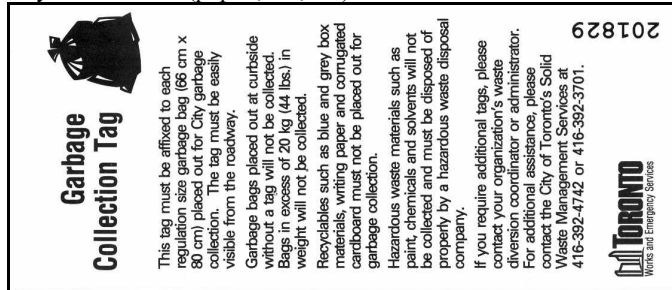 Garbage
Collection Tag
This tag must be affixed to each
regulation size garbage bag (66 cm x
80 cm) placed out for City garbage
collection. The tag must be easily
visible from the roadway.
Garbage bags placed out at curbside
without a tag will not be collected.
Bags in excess of 20 kg (44 lbs.) in
weight will not be collected.
Recyclables such as blue and grey box
materials, writing paper and corrugated
cardboard must not be placed out for
garbage collection.
Hazardous waste materials such as
paint, chemicals and solvents will not
be collected and must be disposed of
properly by a hazardous waste disposal
company.
If you require additional tags, please
contact your organization's waste
diversion coordinator or administrator.
For additional assistance, please
contact the City of Toronto's Solid
Waste Management Services at
416-392-4742 or 416-392-3701.
TORONTO
Works and Emergency Services
201829